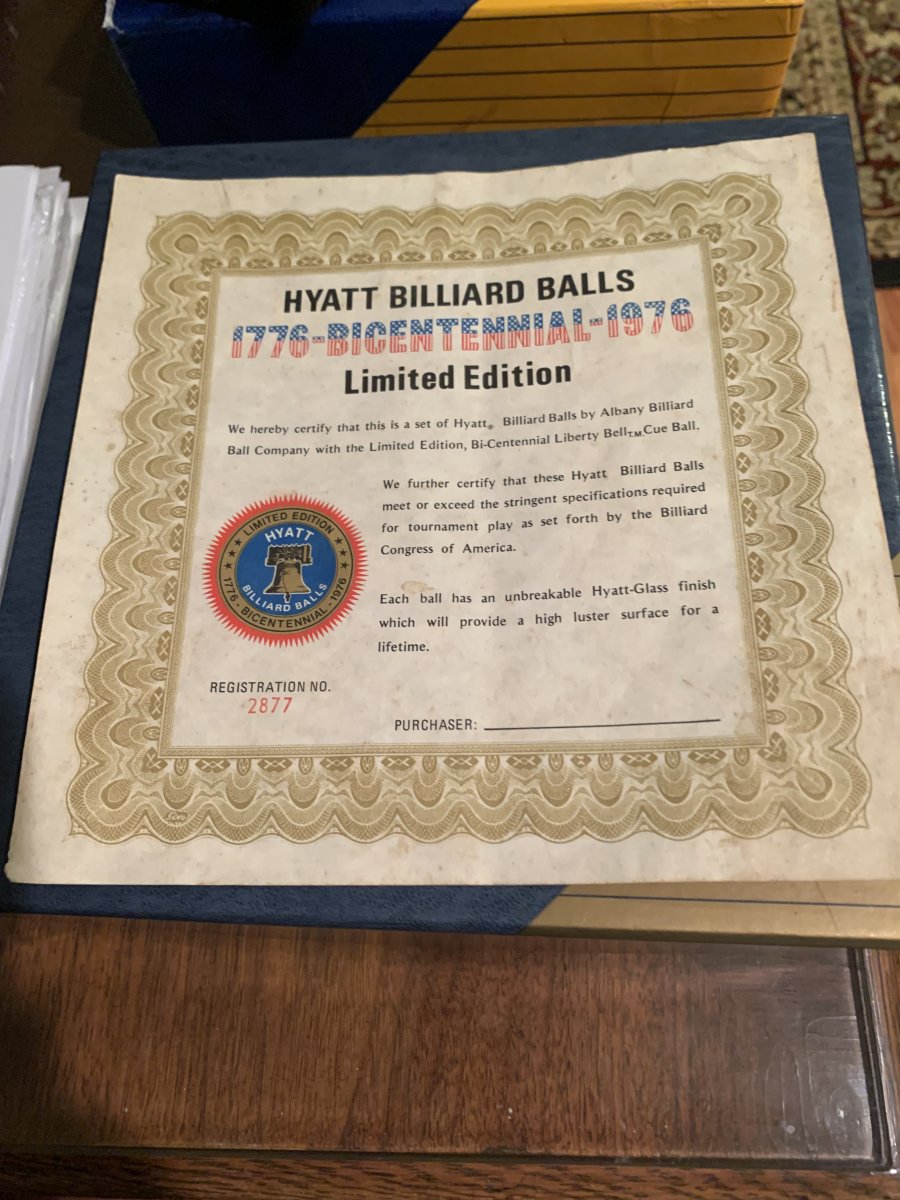 HYATT BILLIARD BALLS
1776-BICENTENNIAL-1976
Limited Edition
We hereby certify that this is a set of Hyatt® Billiard Balls by Albany Billiard
Ball Company with the Limited Edition, Bi-Centennial Liberty Bell™ Cue Ball.
We further certify that these Hyatt Billiard Balls
meet or exceed the stringent specifications required
for tournament play as set forth by the Billiard
Congress of America.
LIMITED EDITION
HYATT
BILLIARD BALLS
1776 - BICENTENNIAL - 1976
Each ball has an unbreakable Hyatt-Glass finish
which will provide a high luster surface for a
lifetime.
REGISTRATION NO.
2877
PURCHASER: